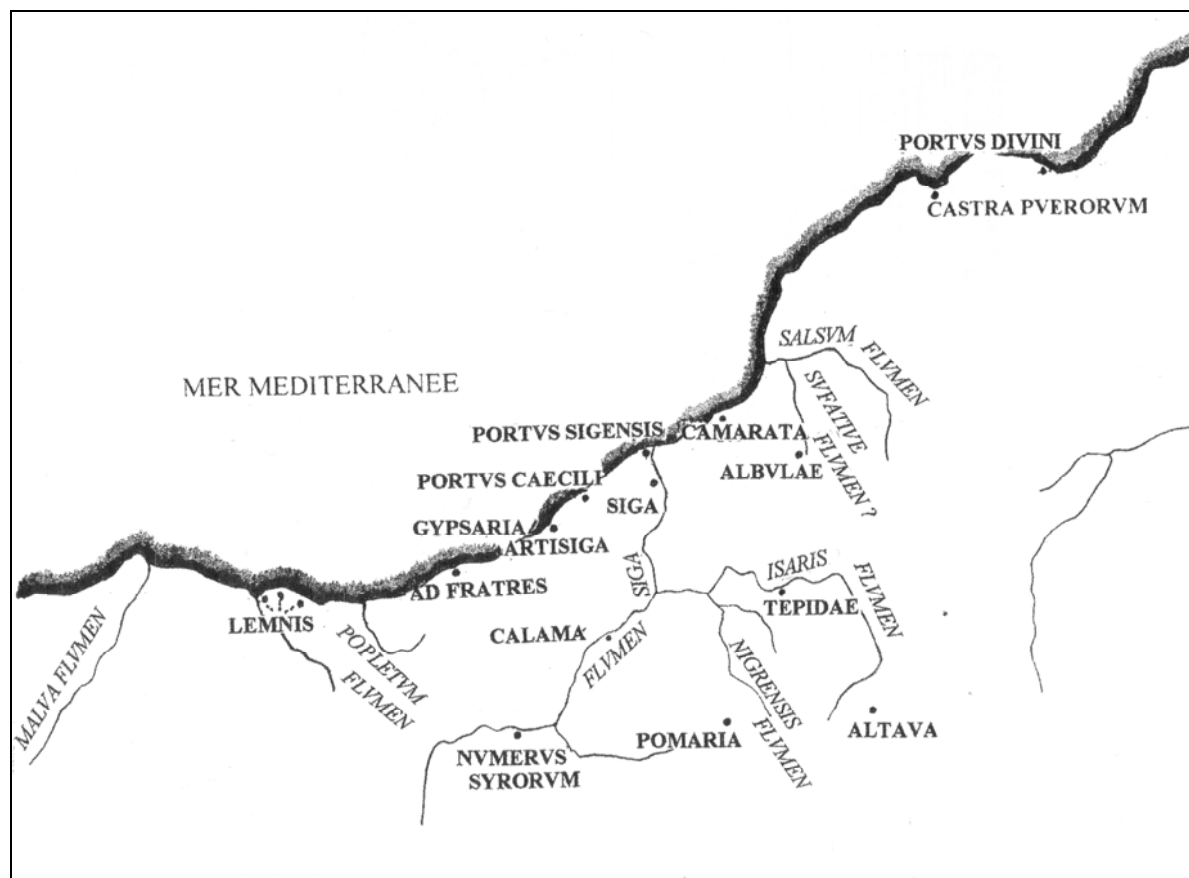 PORTVS DIVINI
CASTRA PVERORVM
SALSVM
FLVMEN
MER MEDITERRANEE
SVFATIVE
FLVMEN ?
PORTVS SIGENSIS
CAMARATA
ALBVLAE
PORTVS CAECILI
SIGA
GYPSARIA
ARTISIGA
ISARIS
FLVMEN
SIGA
FLVMEN
AD FRATRES
TEPIDAE
LEMNIS
CALAMA
POPLETVM
FLVMEN
MALVA FLVMEN
NIGRENSIS
FLVMEN
POMARIA
ALTAVA
NVMERVS
SYRORVM